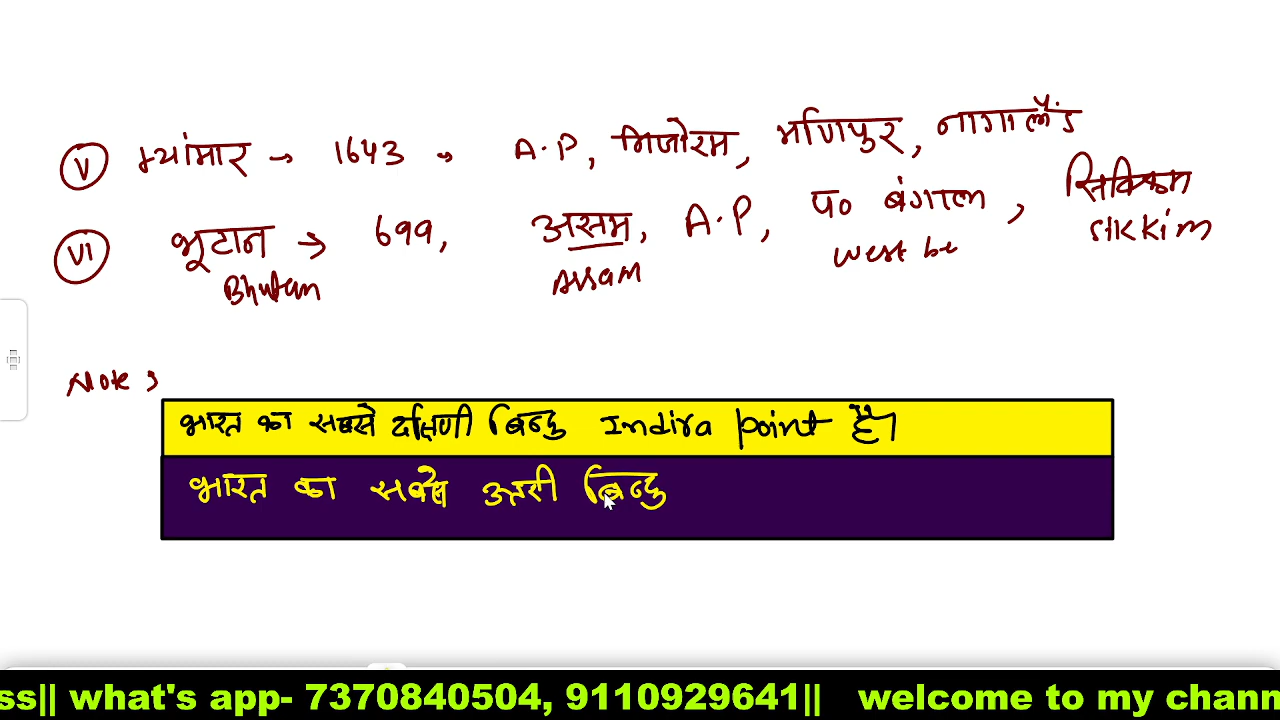 (V) म्यांमार → 1643 → A.P, मिजोरम, मणिपुर, नागालैंड
(VI) भूटान → 699, असम, A.P, प० बंगाल, सिक्किम
Bhutan Assam west be sikkim
Note →
भारत का सबसे दक्षिणी बिन्दु Indira point है।
भारत का सबसे उत्तरी बिन्दु
ss|| what's app- 7370840504, 9110929641|| welcome to my chann